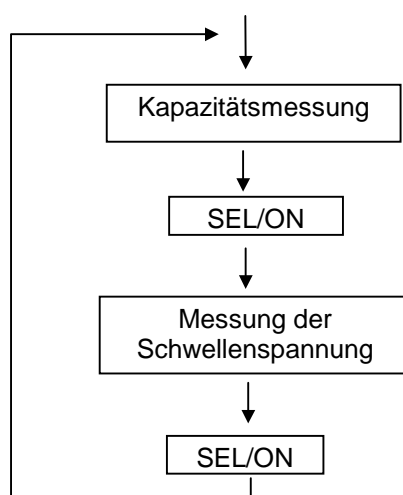 Kapazitätsmessung
SEL/ON
Messung der
Schwellenspannung
SEL/ON